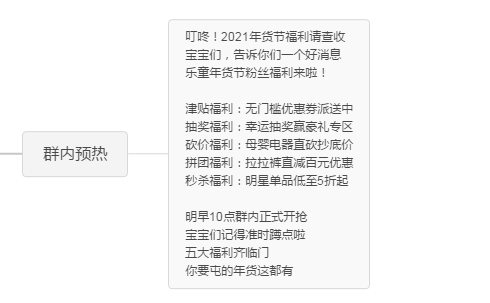 群内预热
叮咚！2021年货节福利请查收
宝宝们，告诉你们一个好消息
乐童年货节粉丝福利来啦！
津贴福利：无门槛优惠券派送中
抽奖福利：幸运抽奖赢豪礼专区
砍价福利：母婴电器直砍抄底价
拼团福利：拉拉裤直减百元优惠
秒杀福利：明星单品低至5折起
明早10点群内正式开抢
宝宝们记得准时蹲点啦
五大福利齐临门
你要屯的年货这都有